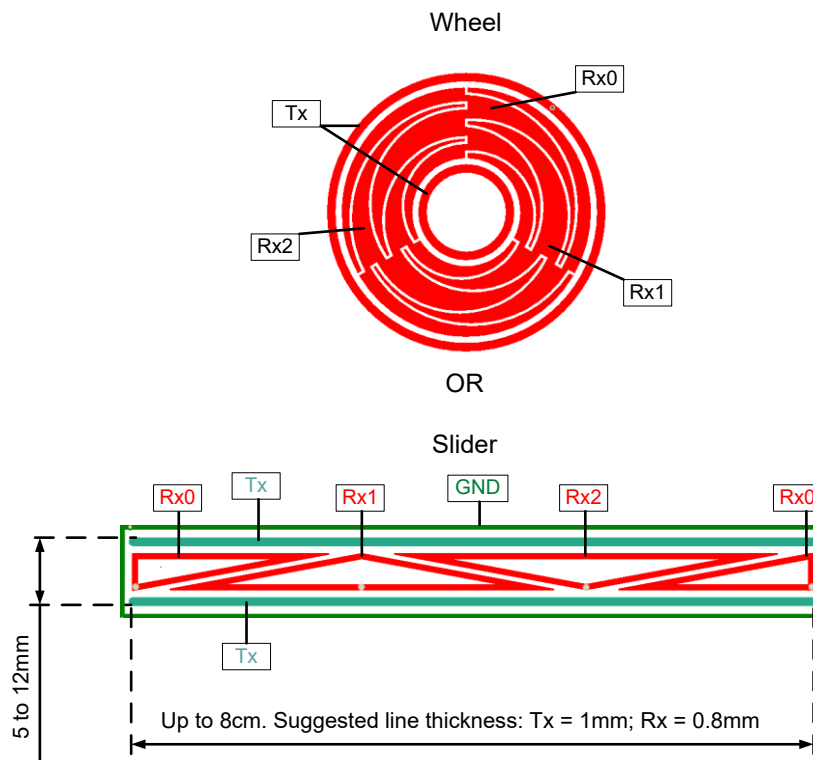 Wheel
Rx0
Tx
Rx2
Rx1
OR
Slider
Tx
GND
Rx0
Rx1
Rx2
Rx0
Tx
5 to 12mm
Up to 8cm. Suggested line thickness: Tx = 1mm; Rx = 0.8mm